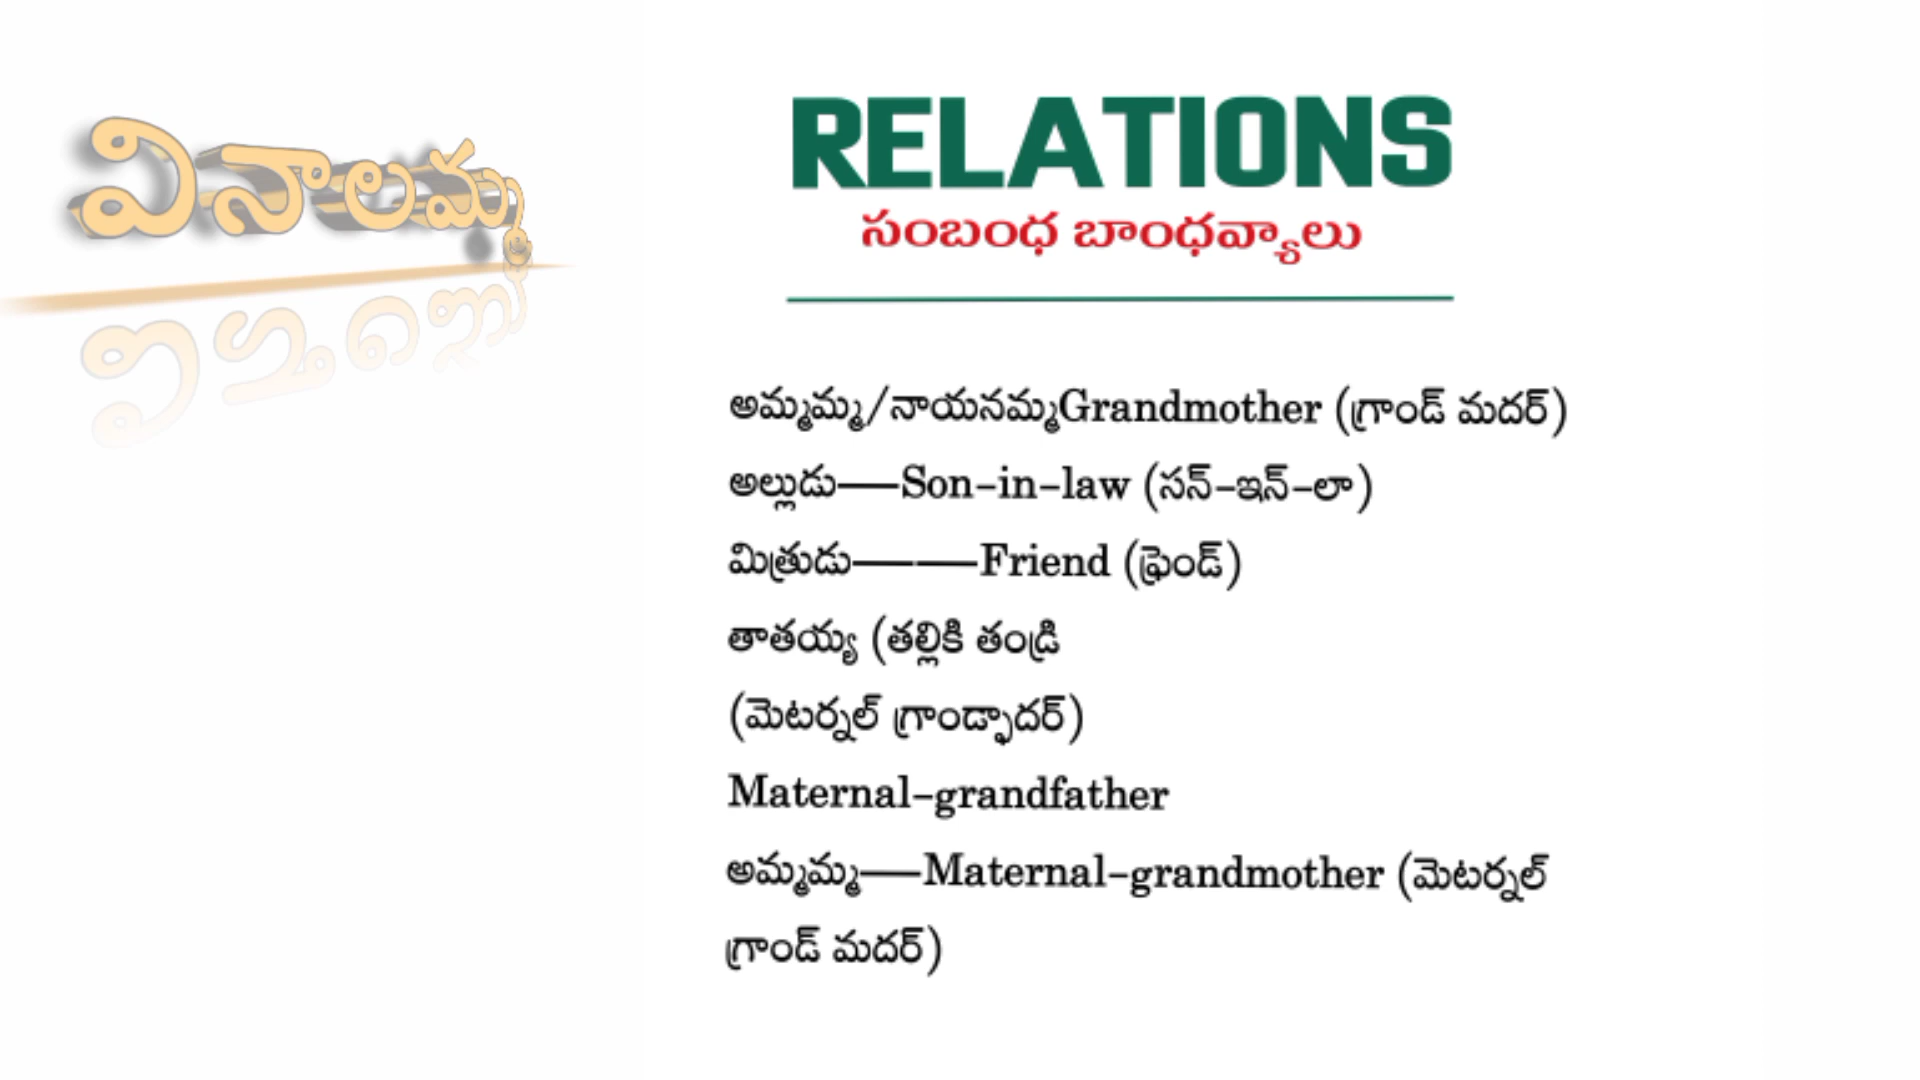 వినాలమ్మ
RELATIONS
సంబంధ బాంధవ్యాలు
అమ్మమ్మ/నాయనమ్మGrandmother (గ్రాండ్ మదర్)
అల్లుడు——Son-in-law (సన్-ఇన్-లా)
మిత్రుడు————Friend (ఫ్రెండ్)
తాతయ్య (తల్లికి తండ్రి
(మెటర్నల్ గ్రాండ్ఫాదర్)
Maternal-grandfather
అమ్మమ్మ——Maternal-grandmother (మెటర్నల్
గ్రాండ్ మదర్)